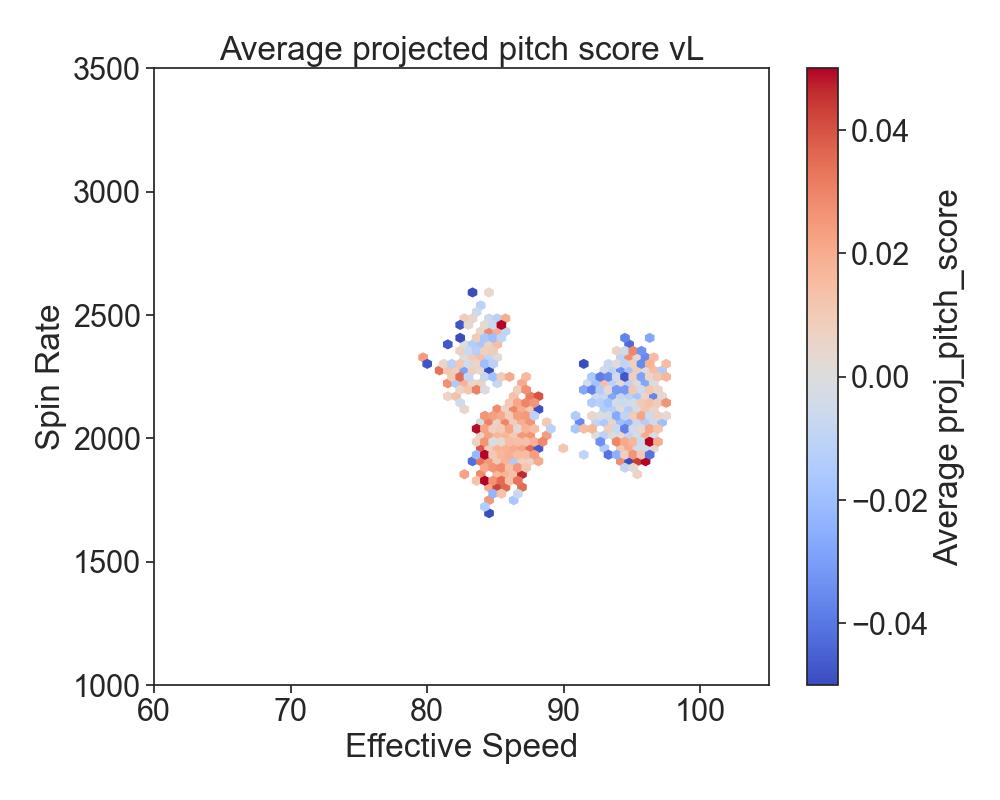 Average projected pitch score vL
3500
3000
2500
2000
1500
1000
Spin Rate
60 70 80 90 100
Effective Speed
0.04
0.02
0.00
−0.02
−0.04
Average proj_pitch_score